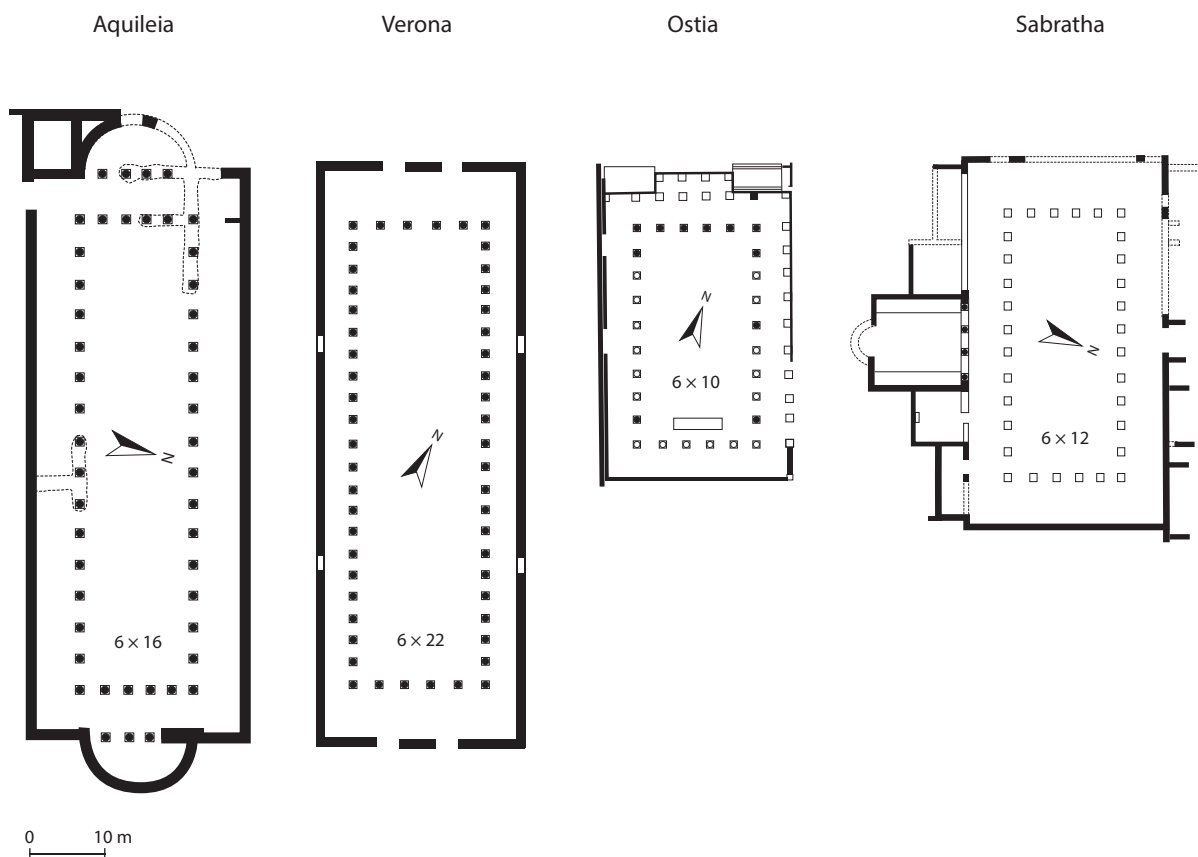 Aquileia
Verona
Ostia
Sabratha
N
6 × 10
N
6 × 12
N
N
6 × 16
6 × 22
0 10 m